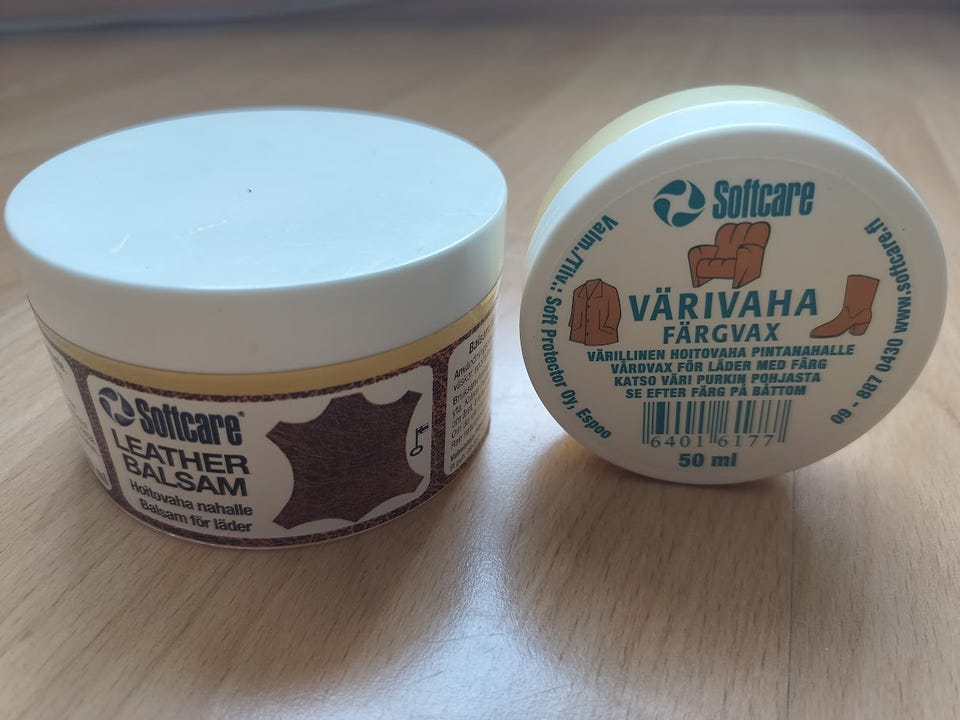 Softcare®
LEATHER
BALSAM
Hoitovaha nahalle
Balsam för läder
Softcare
VÄRIVAHA
FÄRGVAX
VÄRILLINEN HOITOVAHA PINTANAHALLE
VÅRDVAX FÖR LÄDER MED FÄRG
KATSO VÄRI PURKIN POHJASTA
SE EFTER FÄRG PÅ BÅTTOM
6401 6177
50 ml
Valm./Tilv.: Soft Protector Oy, Espoo
09 - 887 0430 www.softcare.fi